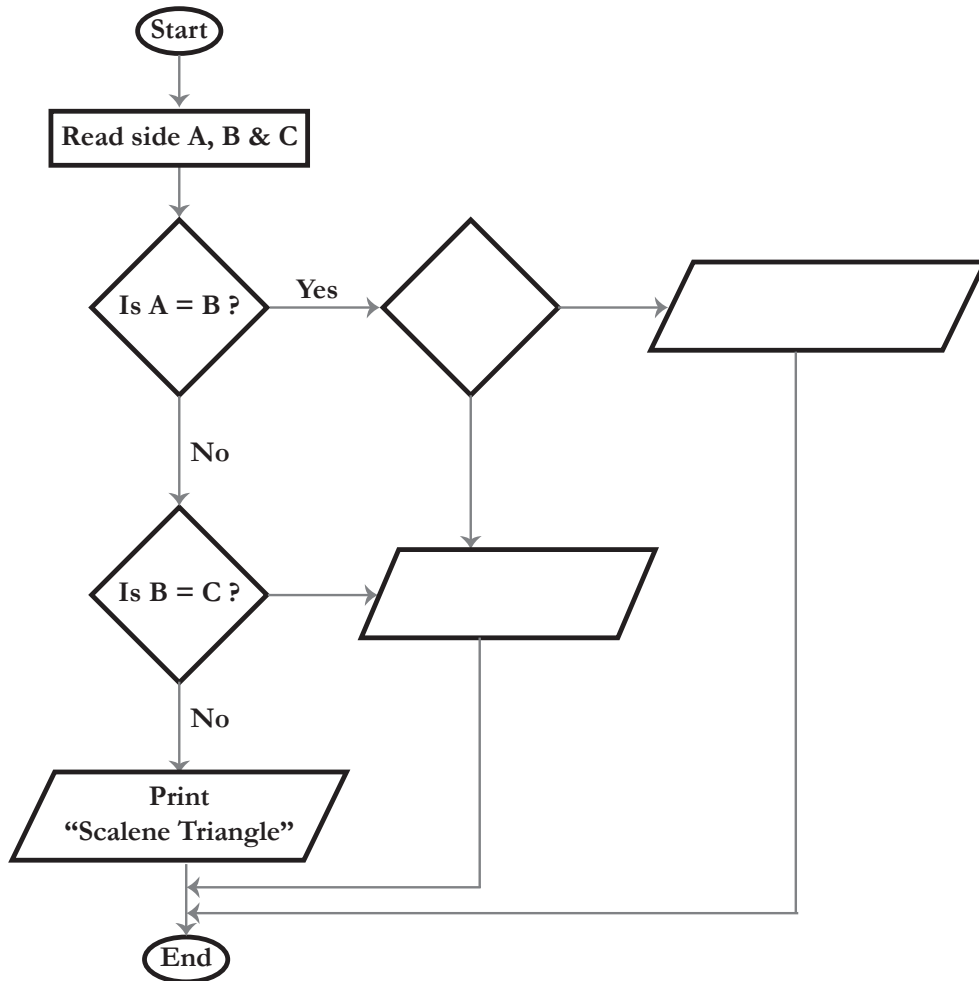 Start
Read side A, B & C
Is A = B ?
Yes
No
Is B = C ?
No
Print
“Scalene Triangle”
End